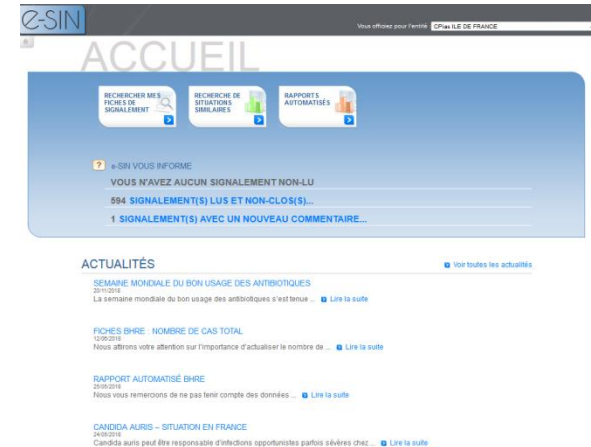 e-SIN
Vous officiez pour l'entité CPias ILE DE FRANCE
ACCUEIL
RECHERCHER MES
FICHES DE
SIGNALEMENT
RECHERCHE DE
SITUATIONS
SIMILAIRES
RAPPORTS
AUTOMATISÉS
? e-SIN VOUS INFORME
VOUS N'AVEZ AUCUN SIGNALEMENT NON-LU
594 SIGNALEMENT(S) LUS ET NON-CLOS(S)...
1 SIGNALEMENT(S) AVEC UN NOUVEAU COMMENTAIRE...
ACTUALITÉS
Voir toutes les actualités
SEMAINE MONDIALE DU BON USAGE DES ANTIBIOTIQUES
20/11/2018
La semaine mondiale du bon usage des antibiotiques s'est tenue ... Lire la suite
FICHES BHRE : NOMBRE DE CAS TOTAL
12/06/2018
Nous attirons votre attention sur l'importance d'actualiser le nombre de ... Lire la suite
RAPPORT AUTOMATISÉ BHRE
25/05/2018
Nous vous remercions de ne pas tenir compte des données ... Lire la suite
CANDIDA AURIS – SITUATION EN FRANCE
24/05/2018
Candida auris peut être responsable d'infections opportunistes parfois sévères chez ... Lire la suite